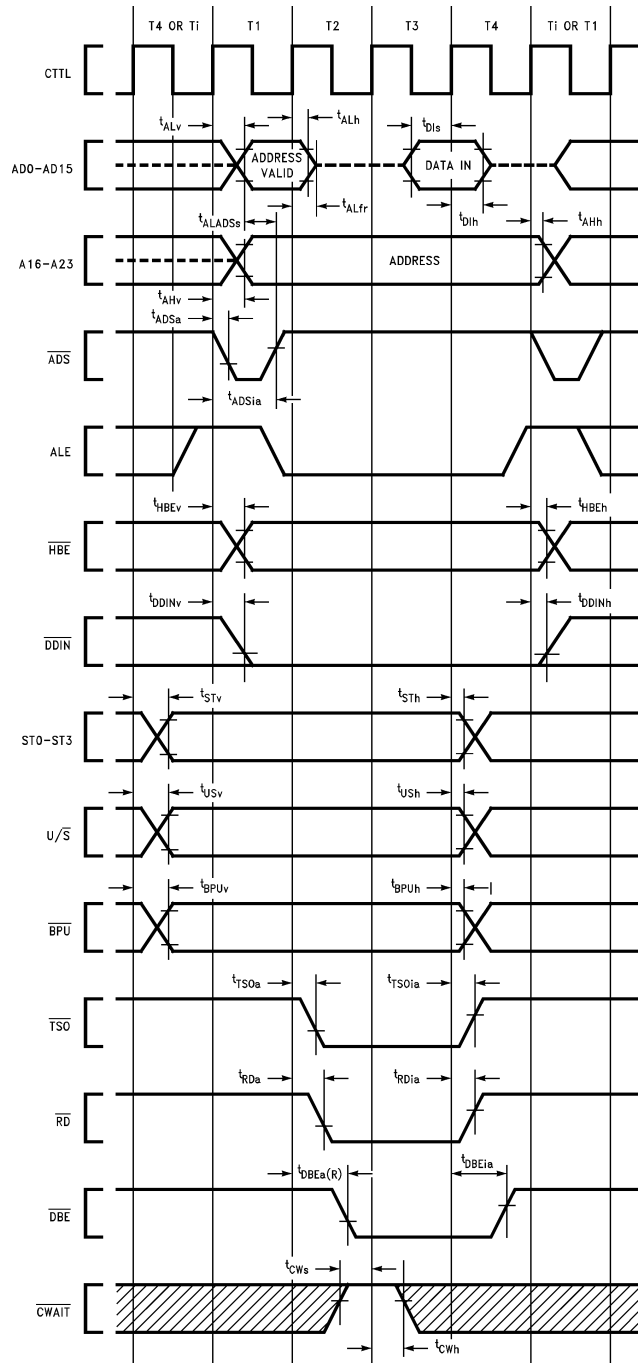 T4 OR Ti T1 T2 T3 T4 Ti OR T1
CTTL
tALv tALh tDIs
AD0-AD15 ADDRESS VALID DATA IN
tALADSs tALfr tDIh tAHh
A16-A23 ADDRESS
tAHv
tADSa
ADS
tADSia
ALE
tHBEv tHBEh
HBE
tDDINv tDDINh
DDIN
tSTv tSTh
ST0-ST3
tUSv tUSh
U/S
tBPUv tBPUh
BPU
tTSOa tTSOia
TSO
tRDa tRDia
RD
tDBEa(R) tDBEia
DBE
tCWs
CWAIT
tCWh